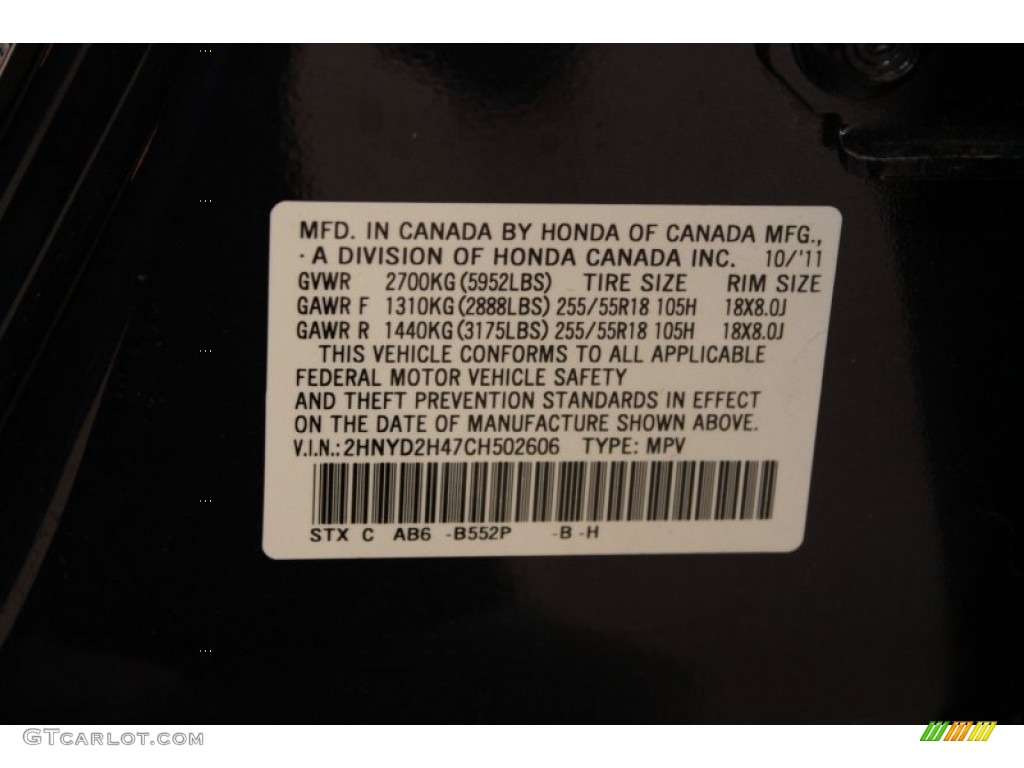 MFD. IN CANADA BY HONDA OF CANADA MFG.,
- A DIVISION OF HONDA CANADA INC. 10/'11
GVWR 2700KG (5952LBS) TIRE SIZE RIM SIZE
GAWR F 1310KG (2888LBS) 255/55R18 105H 18X8.0J
GAWR R 1440KG (3175LBS) 255/55R18 105H 18X8.0J
THIS VEHICLE CONFORMS TO ALL APPLICABLE
FEDERAL MOTOR VEHICLE SAFETY
AND THEFT PREVENTION STANDARDS IN EFFECT
ON THE DATE OF MANUFACTURE SHOWN ABOVE.
V.I.N.: 2HNYD2H47CH502606 TYPE: MPV
STX C AB6 -B552P -B -H
GTCARLOT.COM